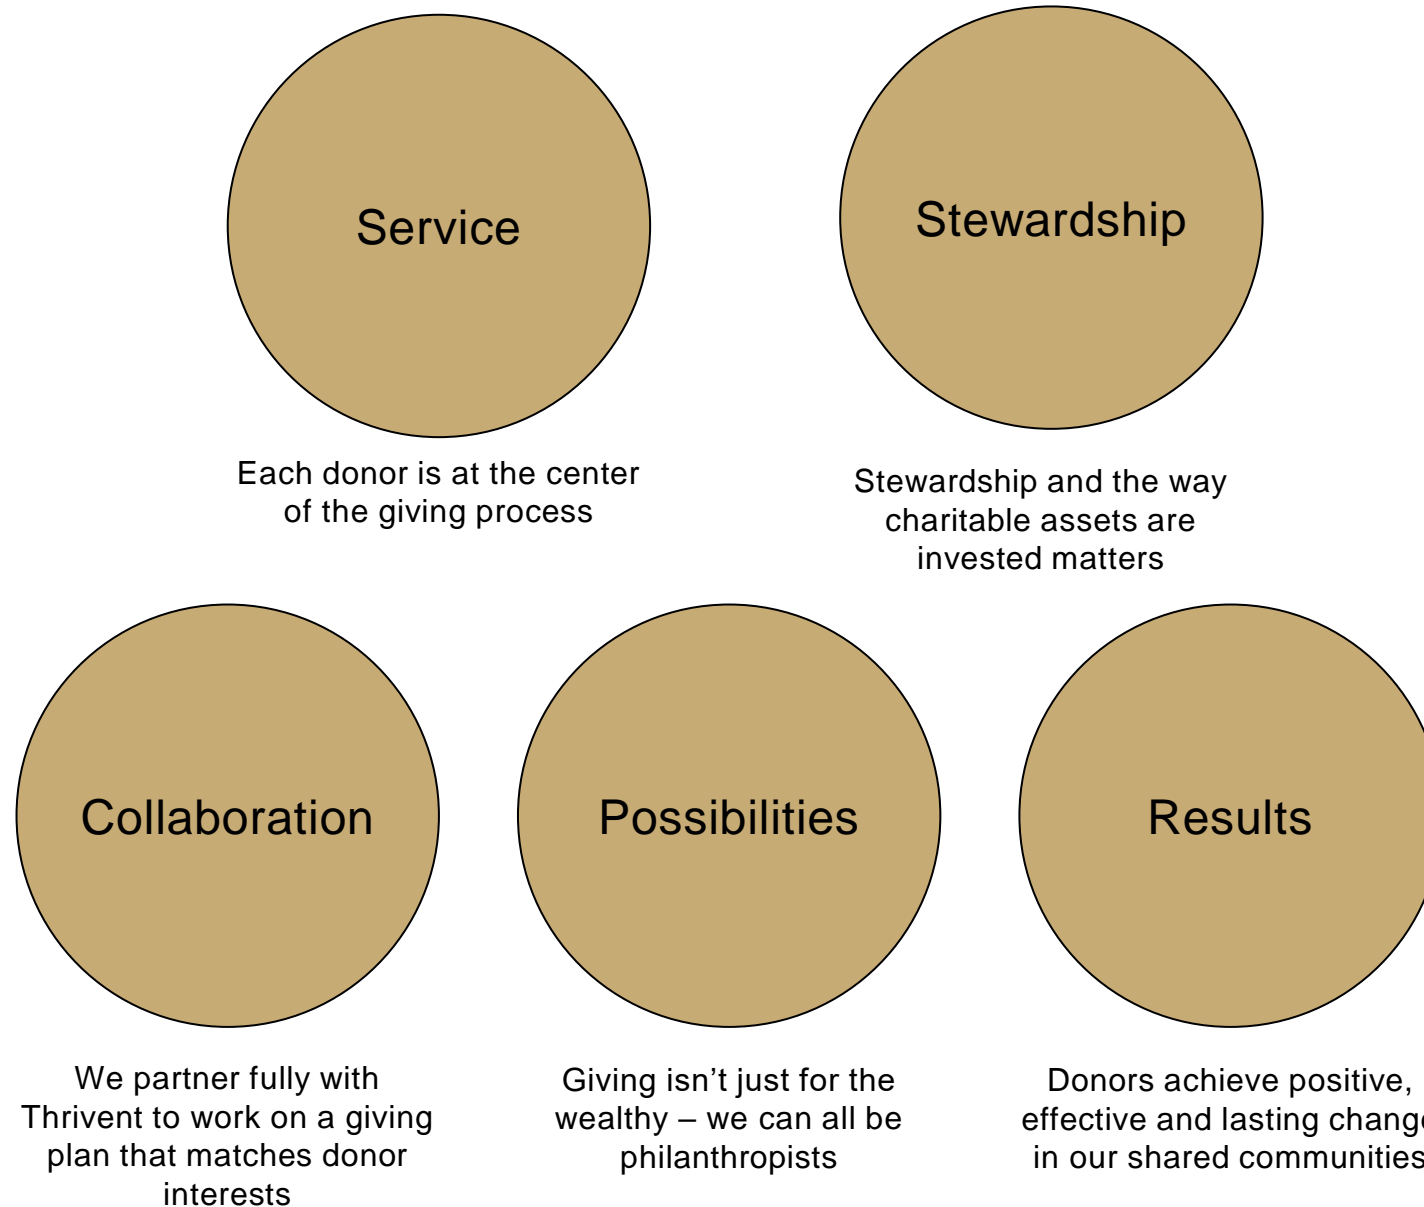 Service
Each donor is at the center
of the giving process
Stewardship
Stewardship and the way
charitable assets are
invested matters
Collaboration
We partner fully with
Thrivent to work on a giving
plan that matches donor
interests
Possibilities
Giving isn’t just for the
wealthy – we can all be
philanthropists
Results
Donors achieve positive,
effective and lasting change
in our shared communities